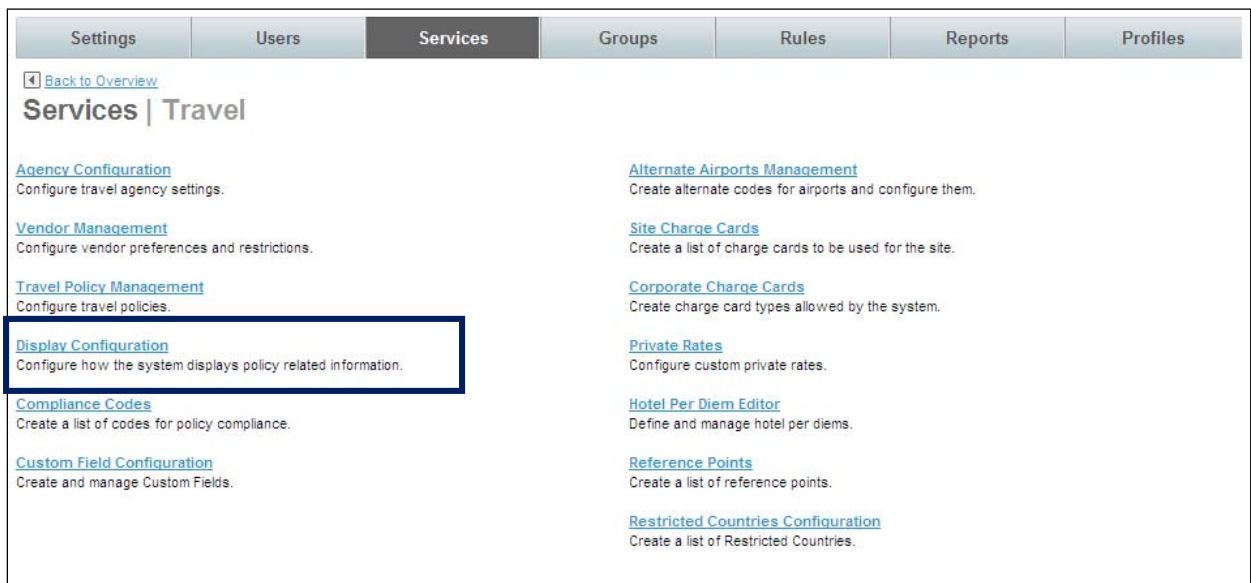 Settings Users Services Groups Rules Reports Profiles
Back to Overview
Services | Travel
Agency Configuration
Configure travel agency settings.
Vendor Management
Configure vendor preferences and restrictions.
Travel Policy Management
Configure travel policies.
Display Configuration
Configure how the system displays policy related information.
Compliance Codes
Create a list of codes for policy compliance.
Custom Field Configuration
Create and manage Custom Fields.
Alternate Airports Management
Create alternate codes for airports and configure them.
Site Charge Cards
Create a list of charge cards to be used for the site.
Corporate Charge Cards
Create charge card types allowed by the system.
Private Rates
Configure custom private rates.
Hotel Per Diem Editor
Define and manage hotel per diems.
Reference Points
Create a list of reference points.
Restricted Countries Configuration
Create a list of Restricted Countries.